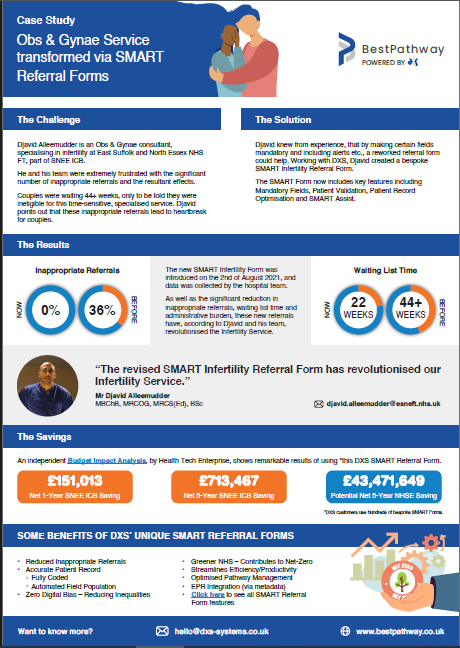 Case Study
Obs & Gynae Service
transformed via SMART
Referral Forms
BestPathway
POWERED BY
The Challenge
Djavid Alleemudder is an Obs & Gynae consultant,
specialising in infertility at East Suffolk and North Essex NHS
FT, part of SNEE ICB.
He and his team were extremely frustrated with the significant
number of inappropriate referrals and the resultant effects.
Couples were waiting 44+ weeks, only to be told they were
ineligible for this time-sensitive, specialised service. Djavid
points out that these inappropriate referrals lead to heartbreak
for couples.
The Solution
Djavid knew from experience, that by making certain fields
mandatory and including alerts etc., a reworked referral form
could help. Working with DXS, Djavid created a bespoke
SMART Infertility Referral Form.
The SMART Form now includes key features including
Mandatory Fields, Patient Validation, Patient Record
Optimisation and SMART Assist.
The Results
Inappropriate Referrals
NOW
0%
36%
BEFORE
The new SMART Infertility Form was
introduced on the 2nd of August 2021, and
data was collected by the hospital team.
As well as the significant reduction in
inappropriate referrals, waiting list time and
administrative burden, these new referrals
have, according to Djavid and his team,
revolutionised the Infertility Service.
Waiting List Time
NOW
22
WEEKS
44+
WEEKS
BEFORE
“The revised SMART Infertility Referral Form has revolutionised our
Infertility Service.”
Mr Djavid Alleemudder
MBChB, MRCOG, MRCS(Ed), BSc
djavid.alleemudder@esneft.nhs.uk
The Savings
An independent Budget Impact Analysis, by Health Tech Enterprise, shows remarkable results of using *this DXS SMART Referral Form.
£151,013
Net 1-Year SNEE ICB Saving
£713,467
Net 5-Year SNEE ICB Saving
£43,471,649
Potential Net 5-Year NHSE Saving
*DXS customers use hundreds of bespoke SMART Forms.
SOME BENEFITS OF DXS' UNIQUE SMART REFERRAL FORMS
• Reduced Inappropriate Referrals
• Accurate Patient Record
Fully Coded
Automated Field Population
• Zero Digital Bias – Reducing Inequalities
• Greener NHS – Contributes to Net-Zero
• Streamlines Efficiency/Productivity
• Optimised Pathway Management
• EPR Integration (via metadata)
• Click here to see all SMART Referral
Form features
NET ZERO
Want to know more?
hello@dxs-systems.co.uk
www.bestpathway.co.uk